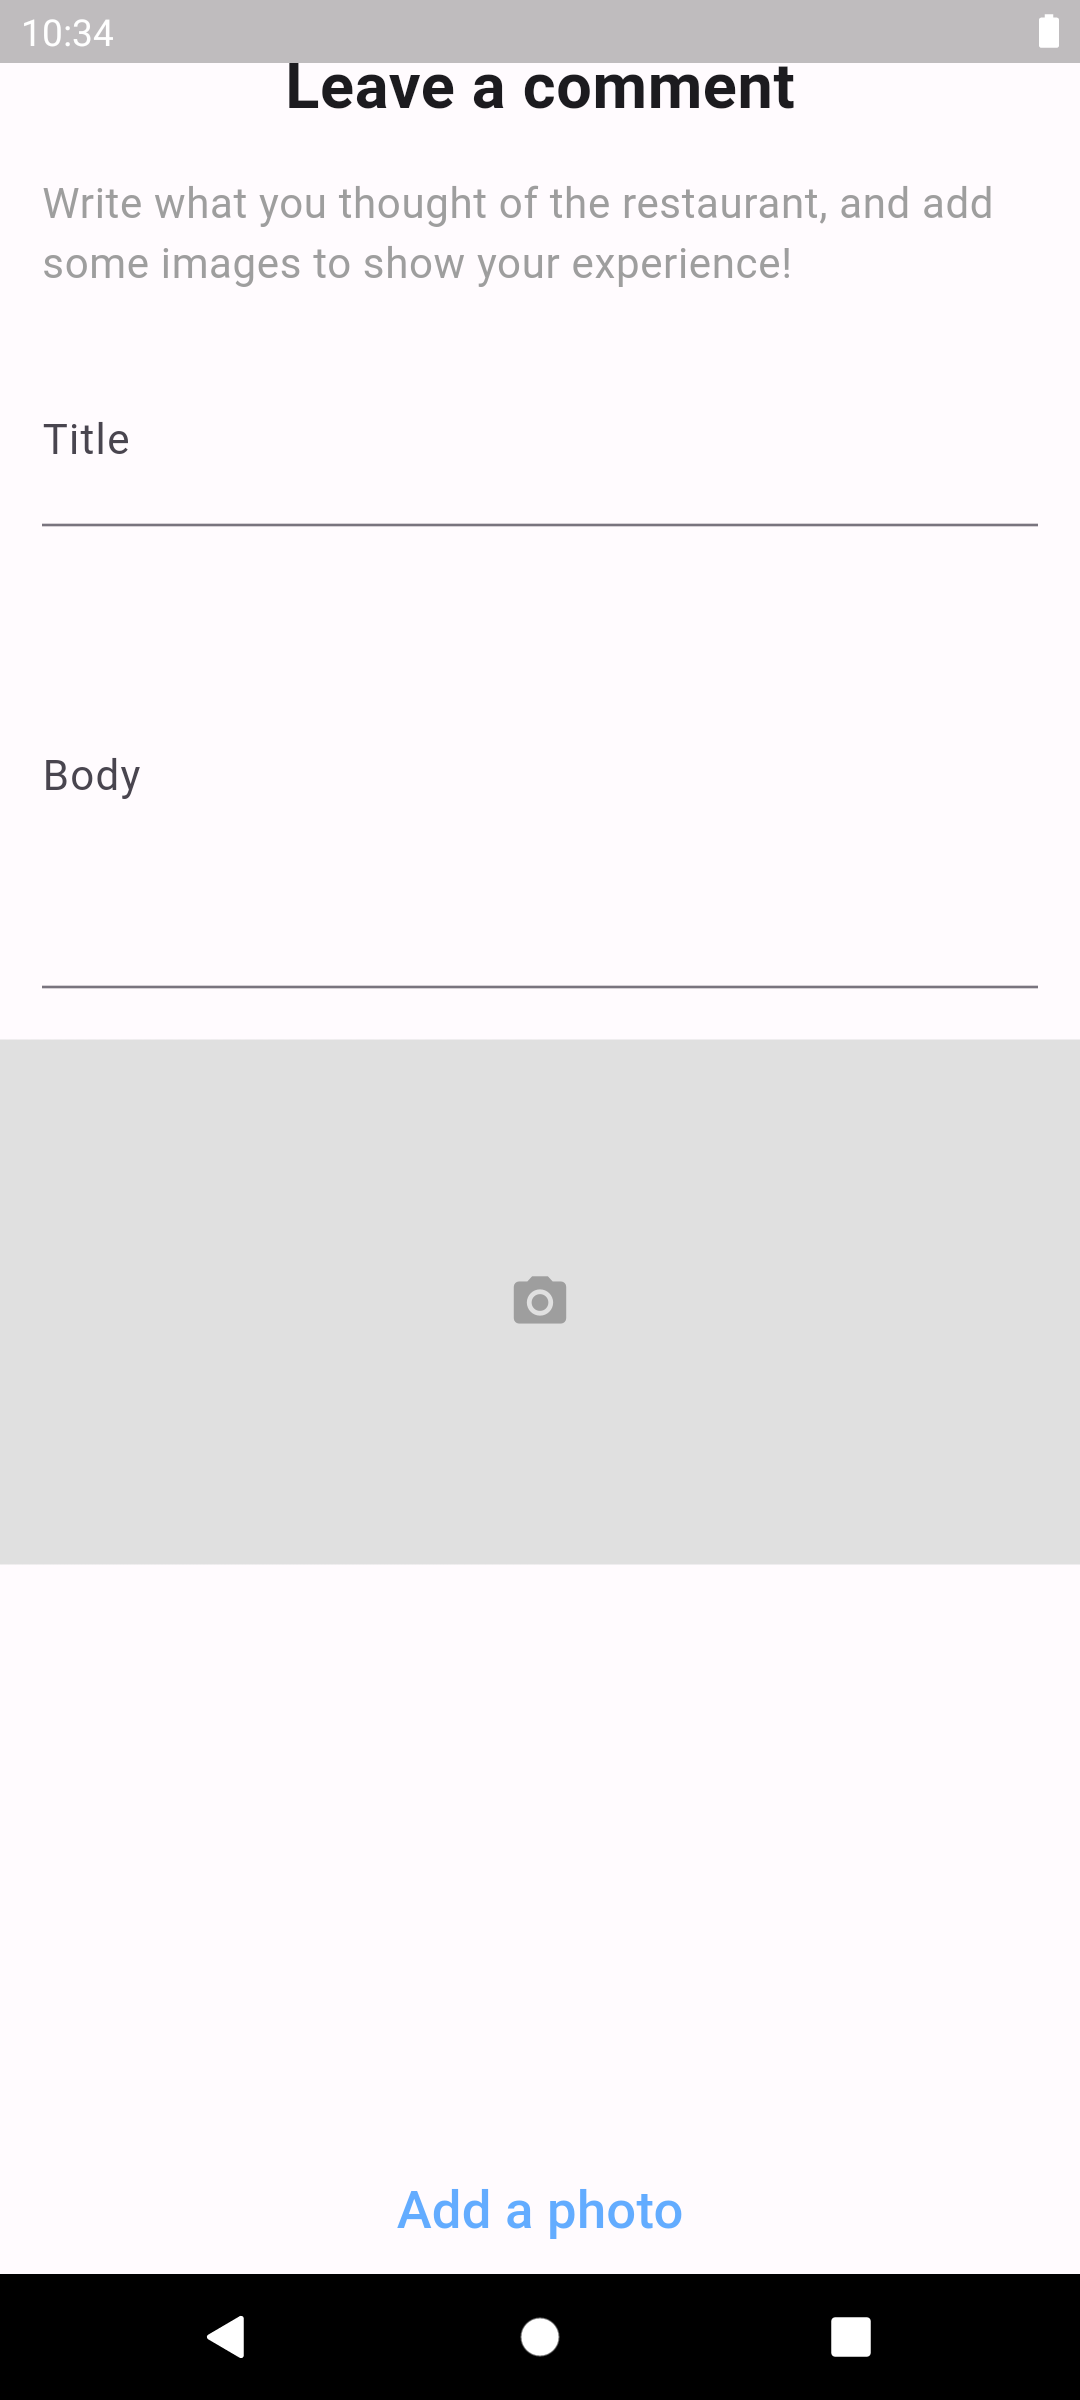 10:34
Leave a comment
Write what you thought of the restaurant, and add
some images to show your experience!
Title
Body
Add a photo